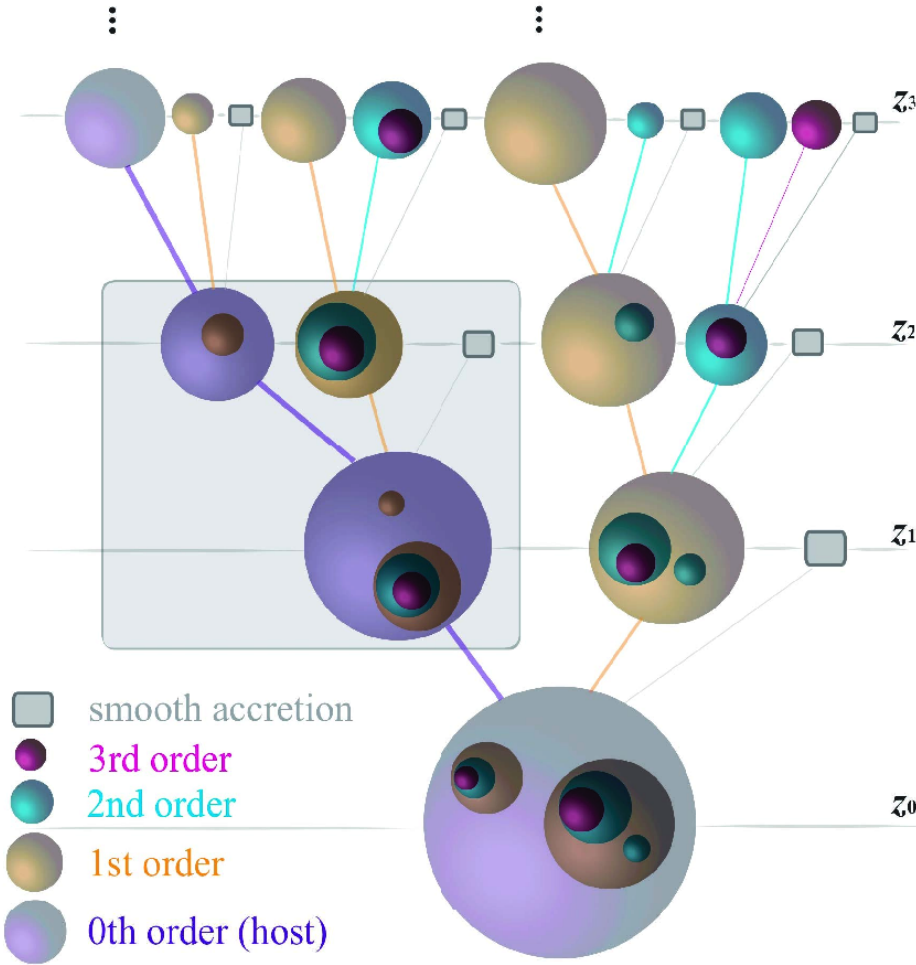 z3
z2
z1
z0
smooth accretion
3rd order
2nd order
1st order
0th order (host)